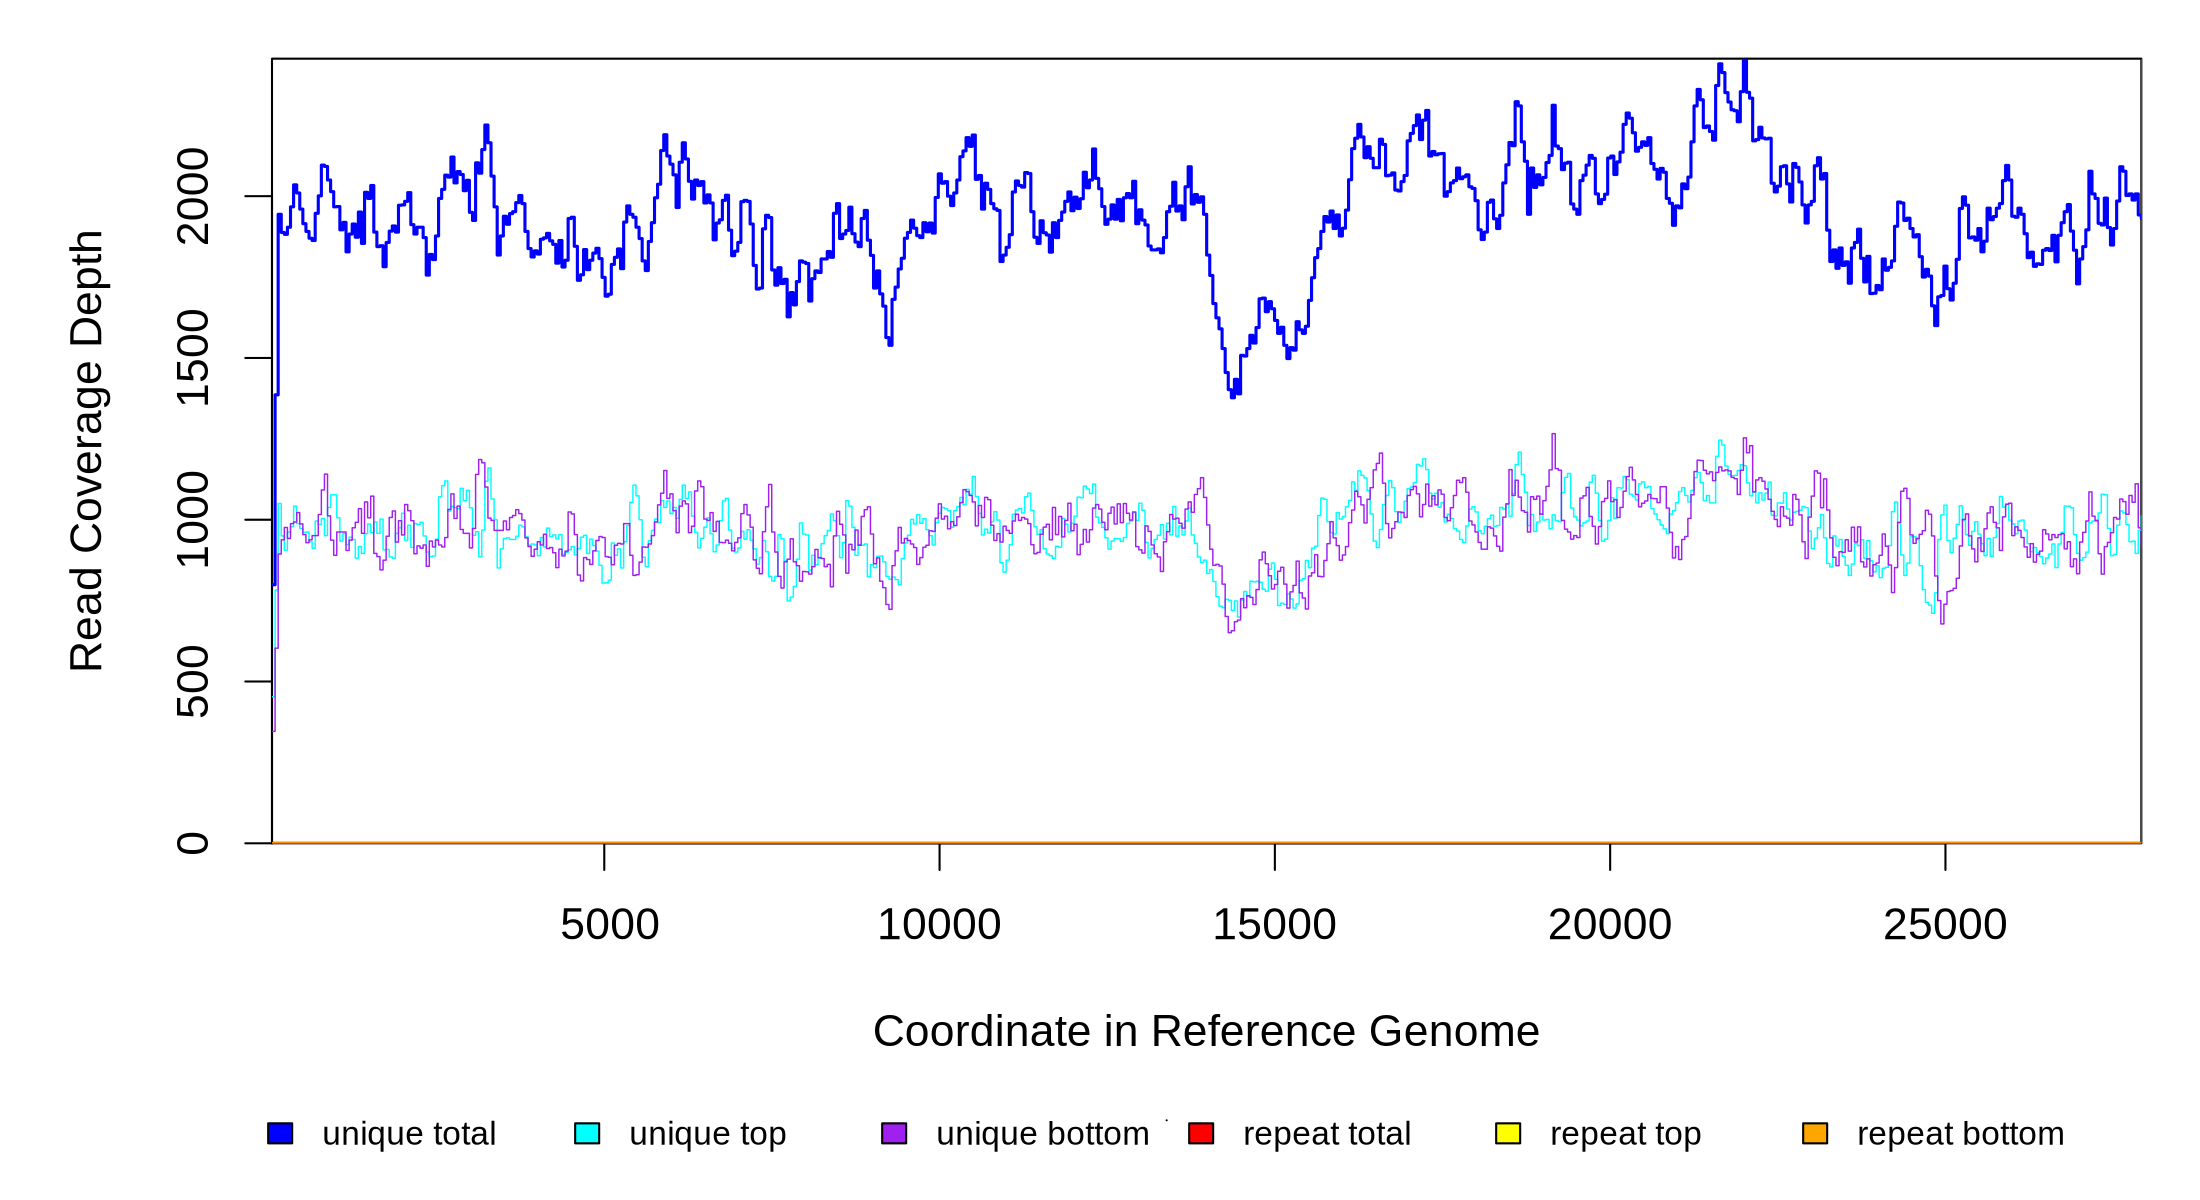 Read Coverage Depth
2000
1500
1000
500
0
5000 10000 15000 20000 25000
Coordinate in Reference Genome
unique total unique top unique bottom repeat total repeat top repeat bottom